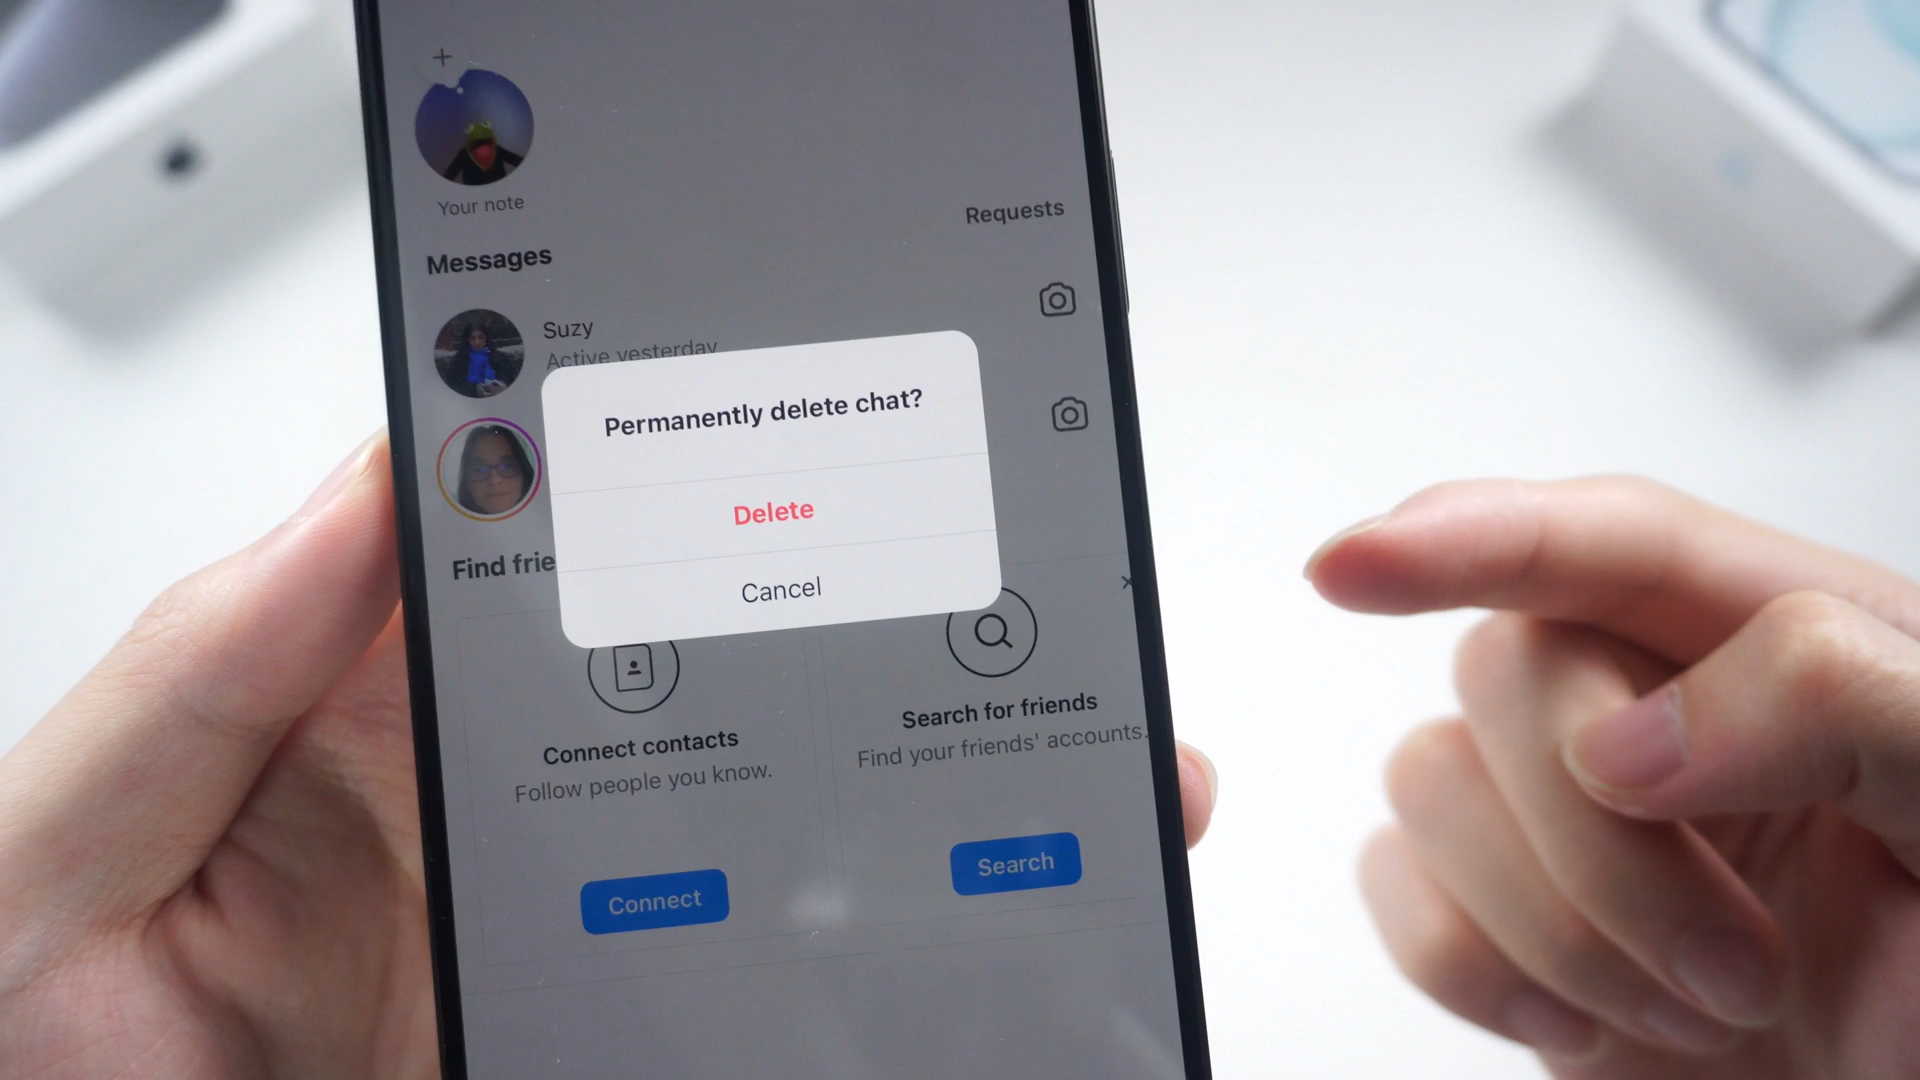 Your note
Requests
Messages
Suzy
Active yesterday
Permanently delete chat?
Delete
Cancel
Find frie
Connect contacts
Follow people you know.
Search for friends
Find your friends' accounts.
Connect
Search